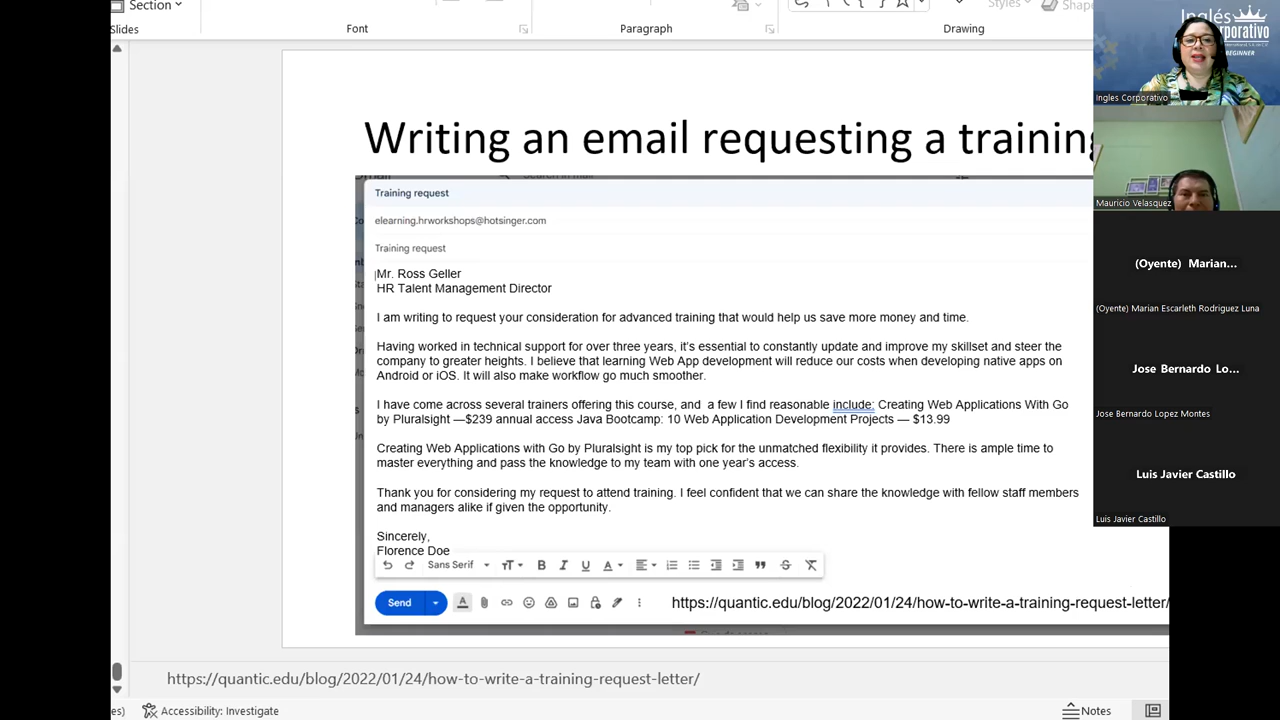 Section
Slides
Font
Paragraph
Drawing
Styles
Shape
Inglés
Corporativo
BEGINNER
Ingles Corporativo
Mauricio Velasquez
(Oyente) Marian...
(Oyente) Marian Escarleth Rodriguez Luna
Jose Bernardo Lo...
Jose Bernardo Lopez Montes
Luis Javier Castillo
Luis Javier Castillo
Writing an email requesting a training
Search in mail
Training request
elearning.hrworkshops@hotsinger.com
Training request
Mr. Ross Geller
HR Talent Management Director
I am writing to request your consideration for advanced training that would help us save more money and time.
Having worked in technical support for over three years, it's essential to constantly update and improve my skillset and steer the
company to greater heights. I believe that learning Web App development will reduce our costs when developing native apps on
Android or iOS. It will also make workflow go much smoother.
I have come across several trainers offering this course, and  a few I find reasonable include: Creating Web Applications With Go
by Pluralsight —$239 annual access Java Bootcamp: 10 Web Application Development Projects — $13.99
Creating Web Applications with Go by Pluralsight is my top pick for the unmatched flexibility it provides. There is ample time to
master everything and pass the knowledge to my team with one year's access.
Thank you for considering my request to attend training. I feel confident that we can share the knowledge with fellow staff members
and managers alike if given the opportunity.
Sincerely,
Florence Doe
Sans Serif
Send
https://quantic.edu/blog/2022/01/24/how-to-write-a-training-request-letter/
https://quantic.edu/blog/2022/01/24/how-to-write-a-training-request-letter/
es)
Accessibility: Investigate
Notes